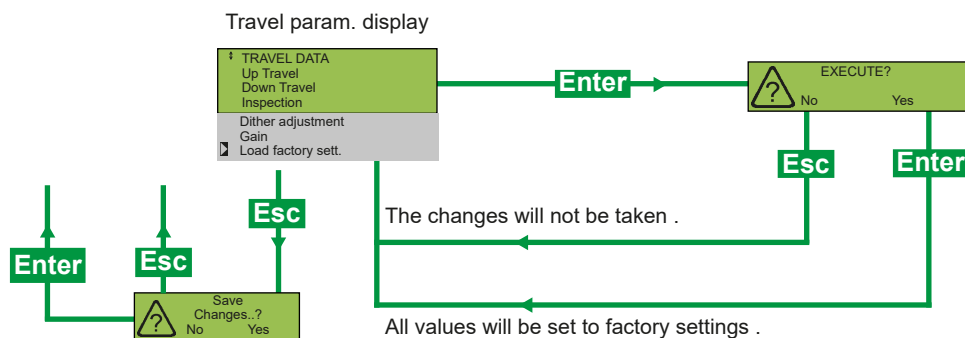 Travel param. display
TRAVEL DATA
Up Travel
Down Travel
Inspection
Dither adjustment
Gain
Load factory sett.
Enter
EXECUTE?
?
No Yes
Esc
Enter
Esc
The changes will not be taken .
Enter
Esc
Save
Changes..?
?
No Yes
All values will be set to factory settings .